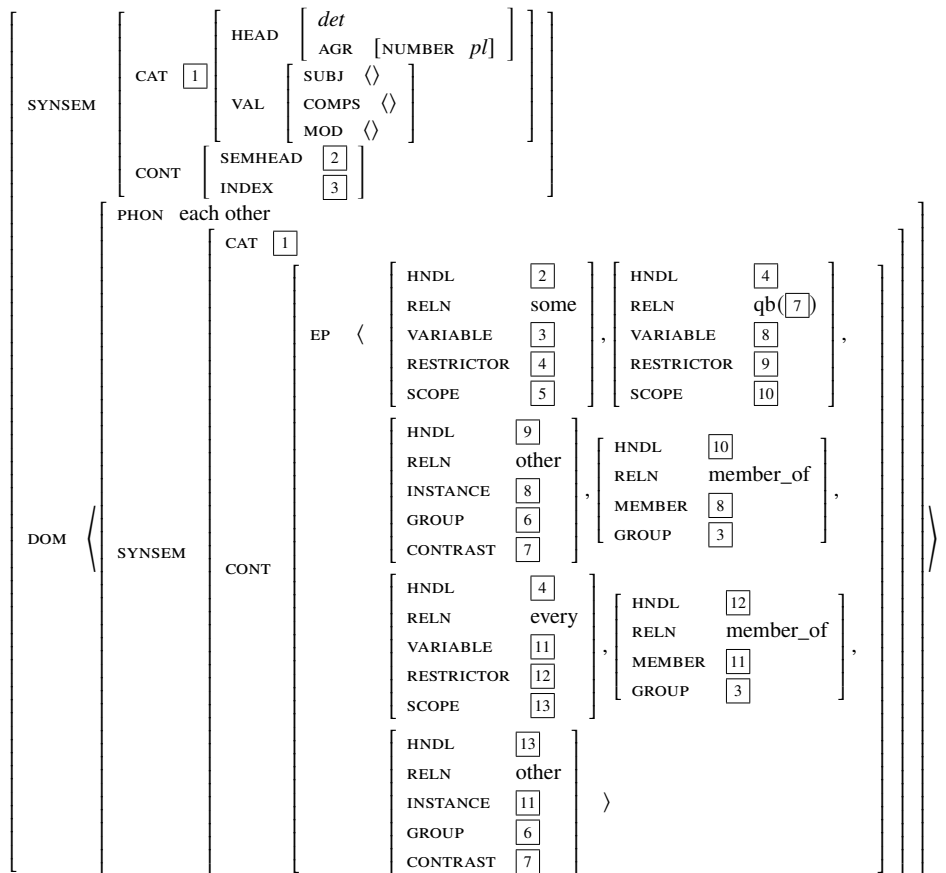 det
HEAD
AGR [NUMBER pl]
CAT 1
SUBJ ⟨⟩
SYNSEM VAL COMPS ⟨⟩
MOD ⟨⟩
SEMHEAD 2
CONT
INDEX 3
PHON each other
CAT 1
HNDL 2 HNDL 4
RELN some RELN qb(7)
EP ⟨ VARIABLE 3 , VARIABLE 8 ,
RESTRICTOR 4 RESTRICTOR 9
SCOPE 5 SCOPE 10
HNDL 9 HNDL 10
RELN other RELN member_of
INSTANCE 8 , MEMBER 8 ,
GROUP 6 GROUP 3
CONTRAST 7
DOM ⟨ SYNSEM CONT ⟩
HNDL 4 HNDL 12
RELN every RELN member_of
VARIABLE 11 , MEMBER 11 ,
RESTRICTOR 12 GROUP 3
SCOPE 13
HNDL 13
RELN other
INSTANCE 11 ⟩
GROUP 6
CONTRAST 7